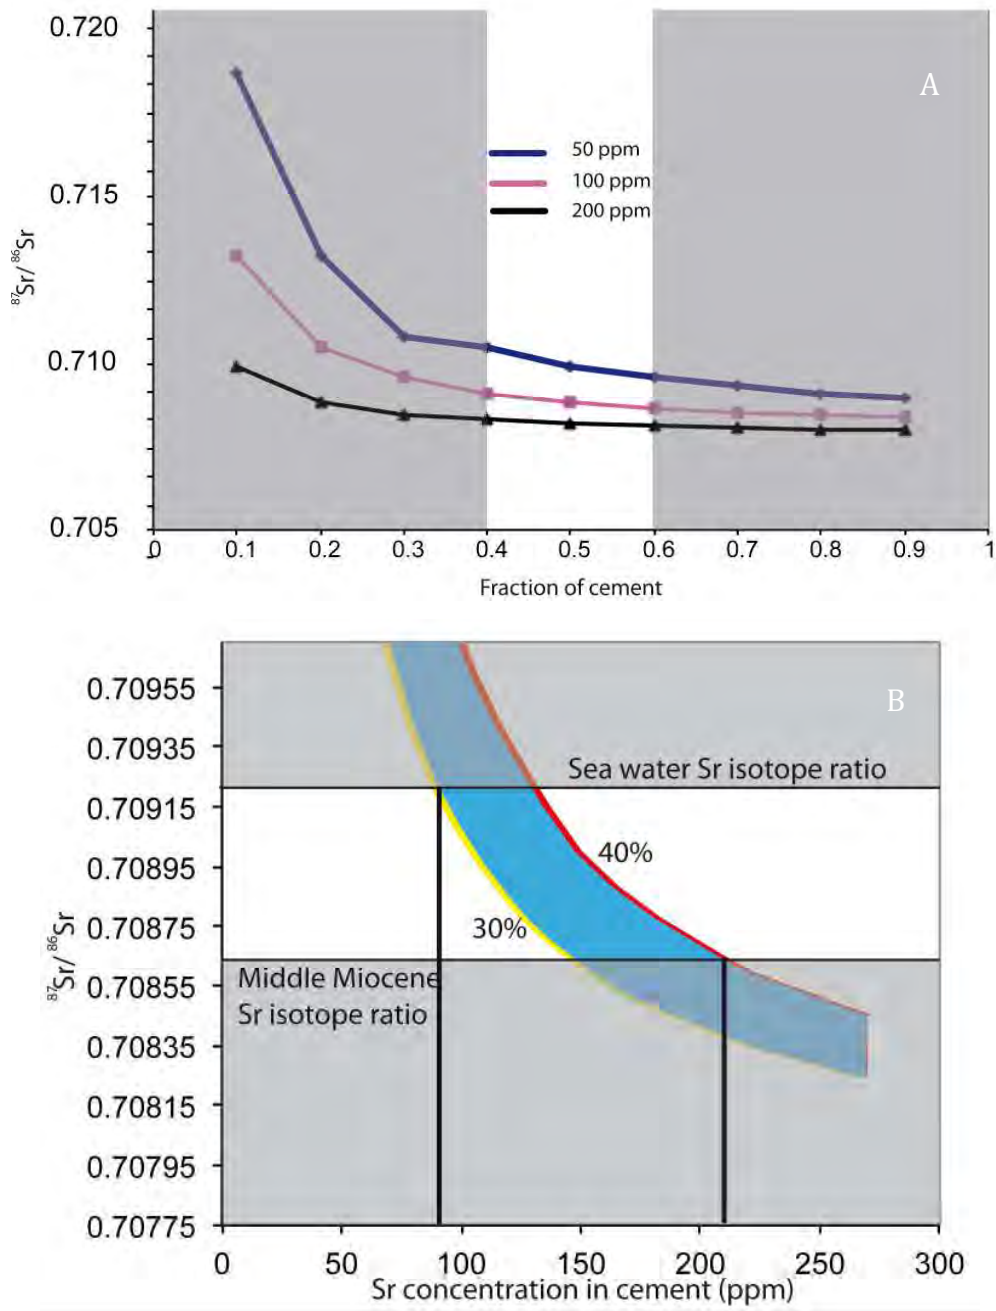 0.720
A
50 ppm
100 ppm
200 ppm
0.715
0.710
0.705
87Sr/ 86Sr
0 0.1 0.2 0.3 0.4 0.5 0.6 0.7 0.8 0.9 1
Fraction of cement
B
0.70955
0.70935
Sea water Sr isotope ratio
0.70915
40%
0.70895
30%
0.70875
87Sr/ 86Sr
Middle Miocene
Sr isotope ratio
0.70855
0.70835
0.70815
0.70795
0.70775
0 50 100 150 200 250 300
Sr concentration in cement (ppm)